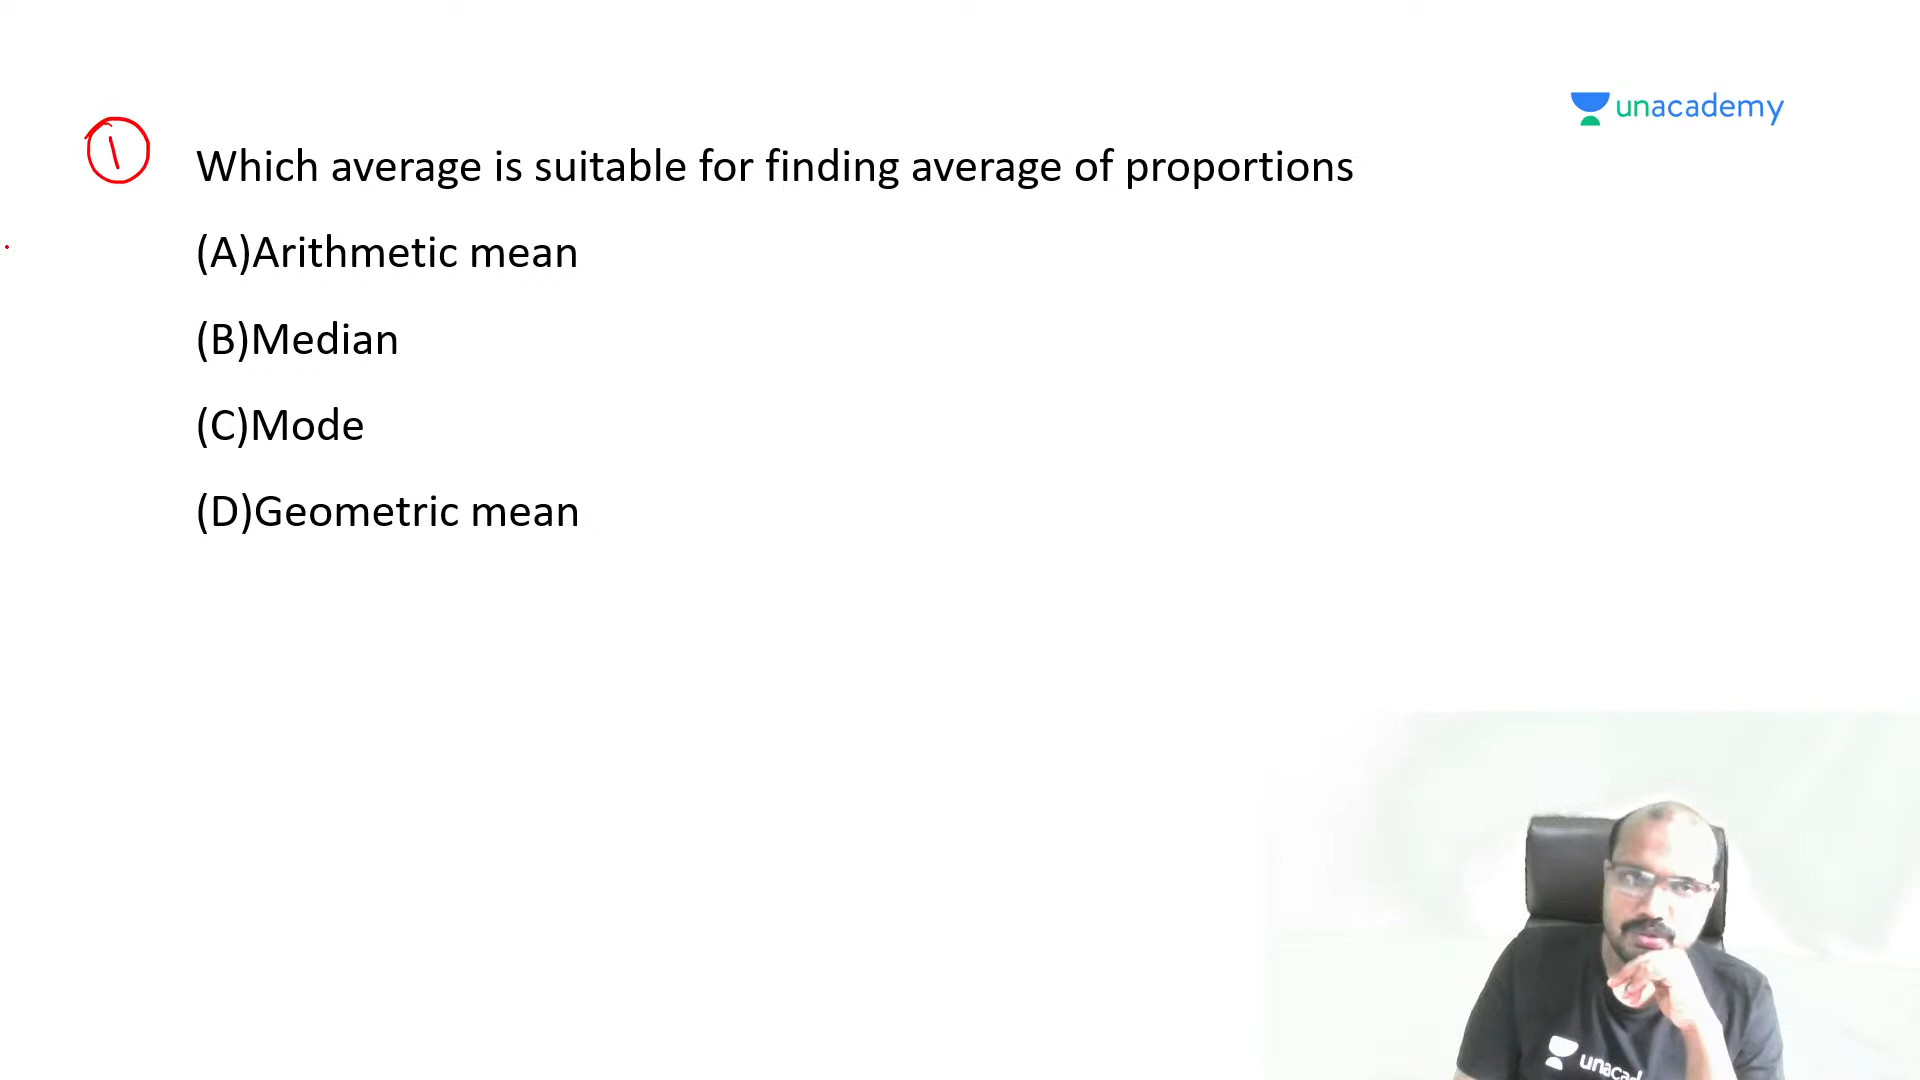 unacademy
1
Which average is suitable for finding average of proportions
(A)Arithmetic mean
(B)Median
(C)Mode
(D)Geometric mean